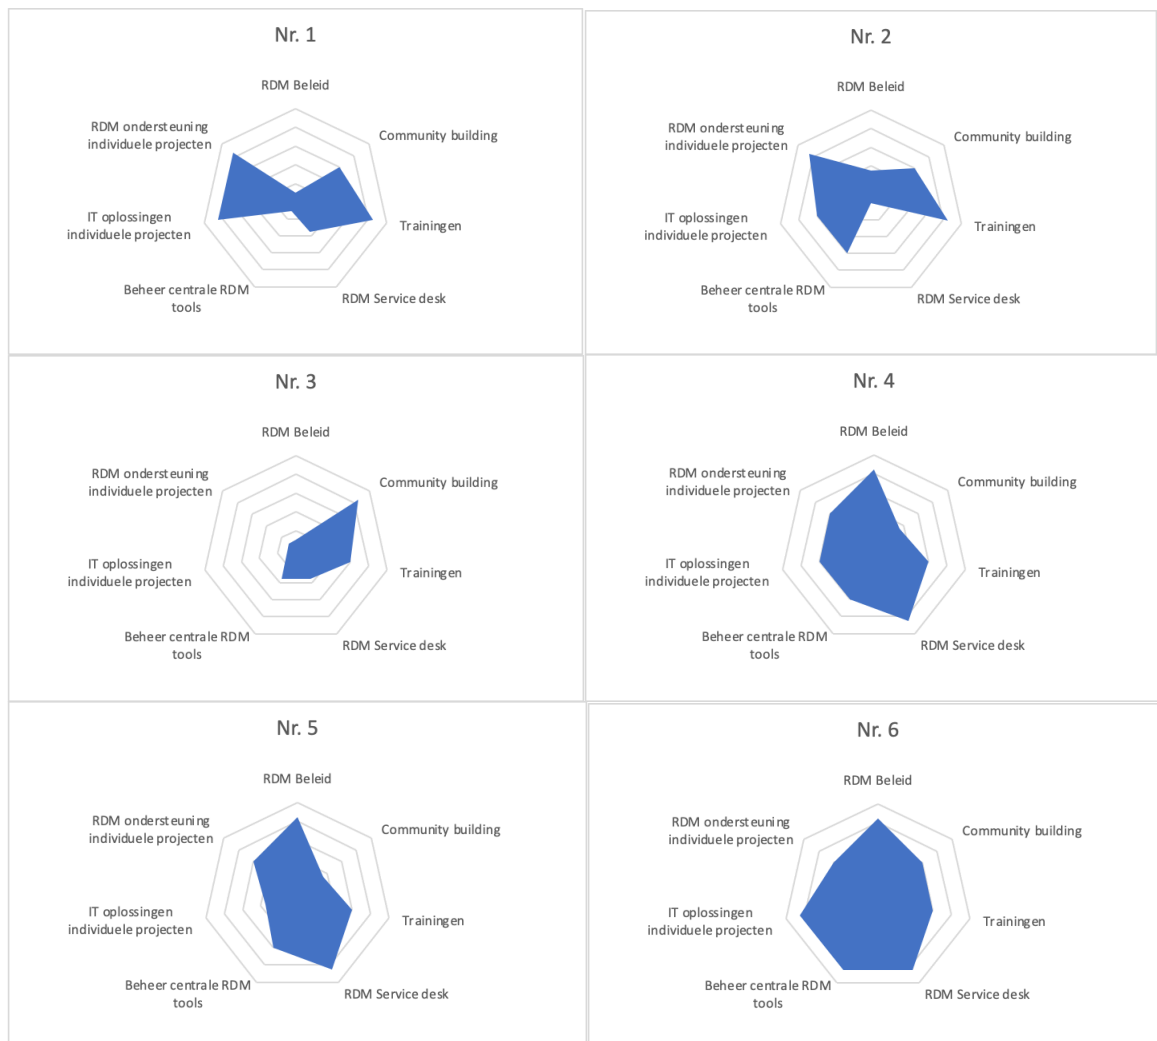 Nr. 1
RDM Beleid
RDM ondersteuning
individuele projecten
Community building
IT oplossingen
individuele projecten
Trainingen
Beheer centrale RDM
tools
RDM Service desk
Nr. 2
RDM Beleid
RDM ondersteuning
individuele projecten
Community building
IT oplossingen
individuele projecten
Trainingen
Beheer centrale RDM
tools
RDM Service desk
Nr. 3
RDM Beleid
RDM ondersteuning
individuele projecten
Community building
IT oplossingen
individuele projecten
Trainingen
Beheer centrale RDM
tools
RDM Service desk
Nr. 4
RDM Beleid
RDM ondersteuning
individuele projecten
Community building
IT oplossingen
individuele projecten
Trainingen
Beheer centrale RDM
tools
RDM Service desk
Nr. 5
RDM Beleid
RDM ondersteuning
individuele projecten
Community building
IT oplossingen
individuele projecten
Trainingen
Beheer centrale RDM
tools
RDM Service desk
Nr. 6
RDM Beleid
RDM ondersteuning
individuele projecten
Community building
IT oplossingen
individuele projecten
Trainingen
Beheer centrale RDM
tools
RDM Service desk